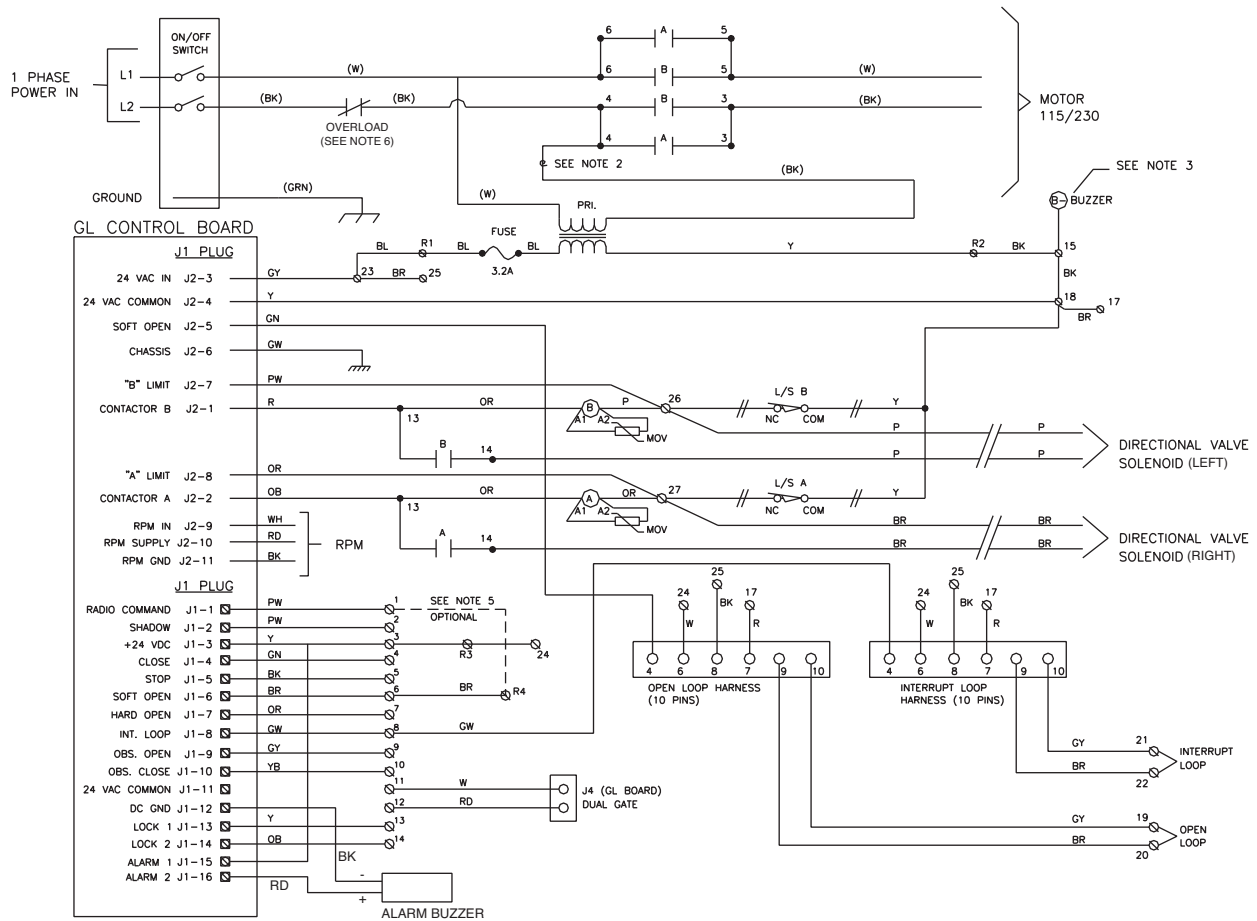 ON/OFF
SWITCH
1 PHASE
POWER IN
L1
L2
(W)
(BK)
(BK)
OVERLOAD
(SEE NOTE 6)
6 A 5
6 B 5
4 B 3
4 A 3
(W)
(BK)
MOTOR
115/230
SEE NOTE 2
(BK)
SEE NOTE 3
B BUZZER
GROUND
(GRN)
(W)
PRI.
GL CONTROL BOARD
J1 PLUG
BL R1 BL
FUSE
3.2A
BL
Y
R2
BK
15
BK
24 VAC IN J2-3 GY 23 BR 25
24 VAC COMMON J2-4 Y 18
BR
17
SOFT OPEN J2-5 GN
CHASSIS J2-6 GW
"B" LIMIT J2-7 PW
CONTACTOR B J2-1 R
13
OR
B
A1 A2
P
MOV
26
L/S B
NC COM
Y
P P
B
14
P P
DIRECTIONAL VALVE
SOLENOID (LEFT)
"A" LIMIT J2-8 OR
CONTACTOR A J2-2 OB
13
OR
A
A1 A2
OR
MOV
27
L/S A
NC COM
Y
BR BR
A
14
BR BR
DIRECTIONAL VALVE
SOLENOID (RIGHT)
RPM IN J2-9 WH
RPM SUPPLY J2-10 RD
RPM GND J2-11 BK
RPM
J1 PLUG
RADIO COMMAND J1-1 PW 1
SEE NOTE 5
OPTIONAL
SHADOW J1-2 PW 2
+24 VDC J1-3 Y 3 R3 24
CLOSE J1-4 GN 4
STOP J1-5 BK 5
SOFT OPEN J1-6 BR 6 BR R4
HARD OPEN J1-7 OR 7
INT. LOOP J1-8 GW 8 GW
OBS. OPEN J1-9 GY 9
OBS. CLOSE J1-10 YB 10
24 VAC COMMON J1-11 11 W
DC GND J1-12 12 RD
J4 (GL BOARD)
DUAL GATE
LOCK 1 J1-13 Y 13
LOCK 2 J1-14 OB 14
ALARM 1 J1-15
BK
ALARM 2 J1-16
RD
-
+
ALARM BUZZER
24 25 17
W BK R
4 6 8 7 9 10
OPEN LOOP HARNESS
(10 PINS)
24 25 17
W BK R
4 6 8 7 9 10
INTERRUPT LOOP
HARNESS (10 PINS)
GY 21
BR
22
INTERRUPT
LOOP
GY 19
BR
20
OPEN
LOOP